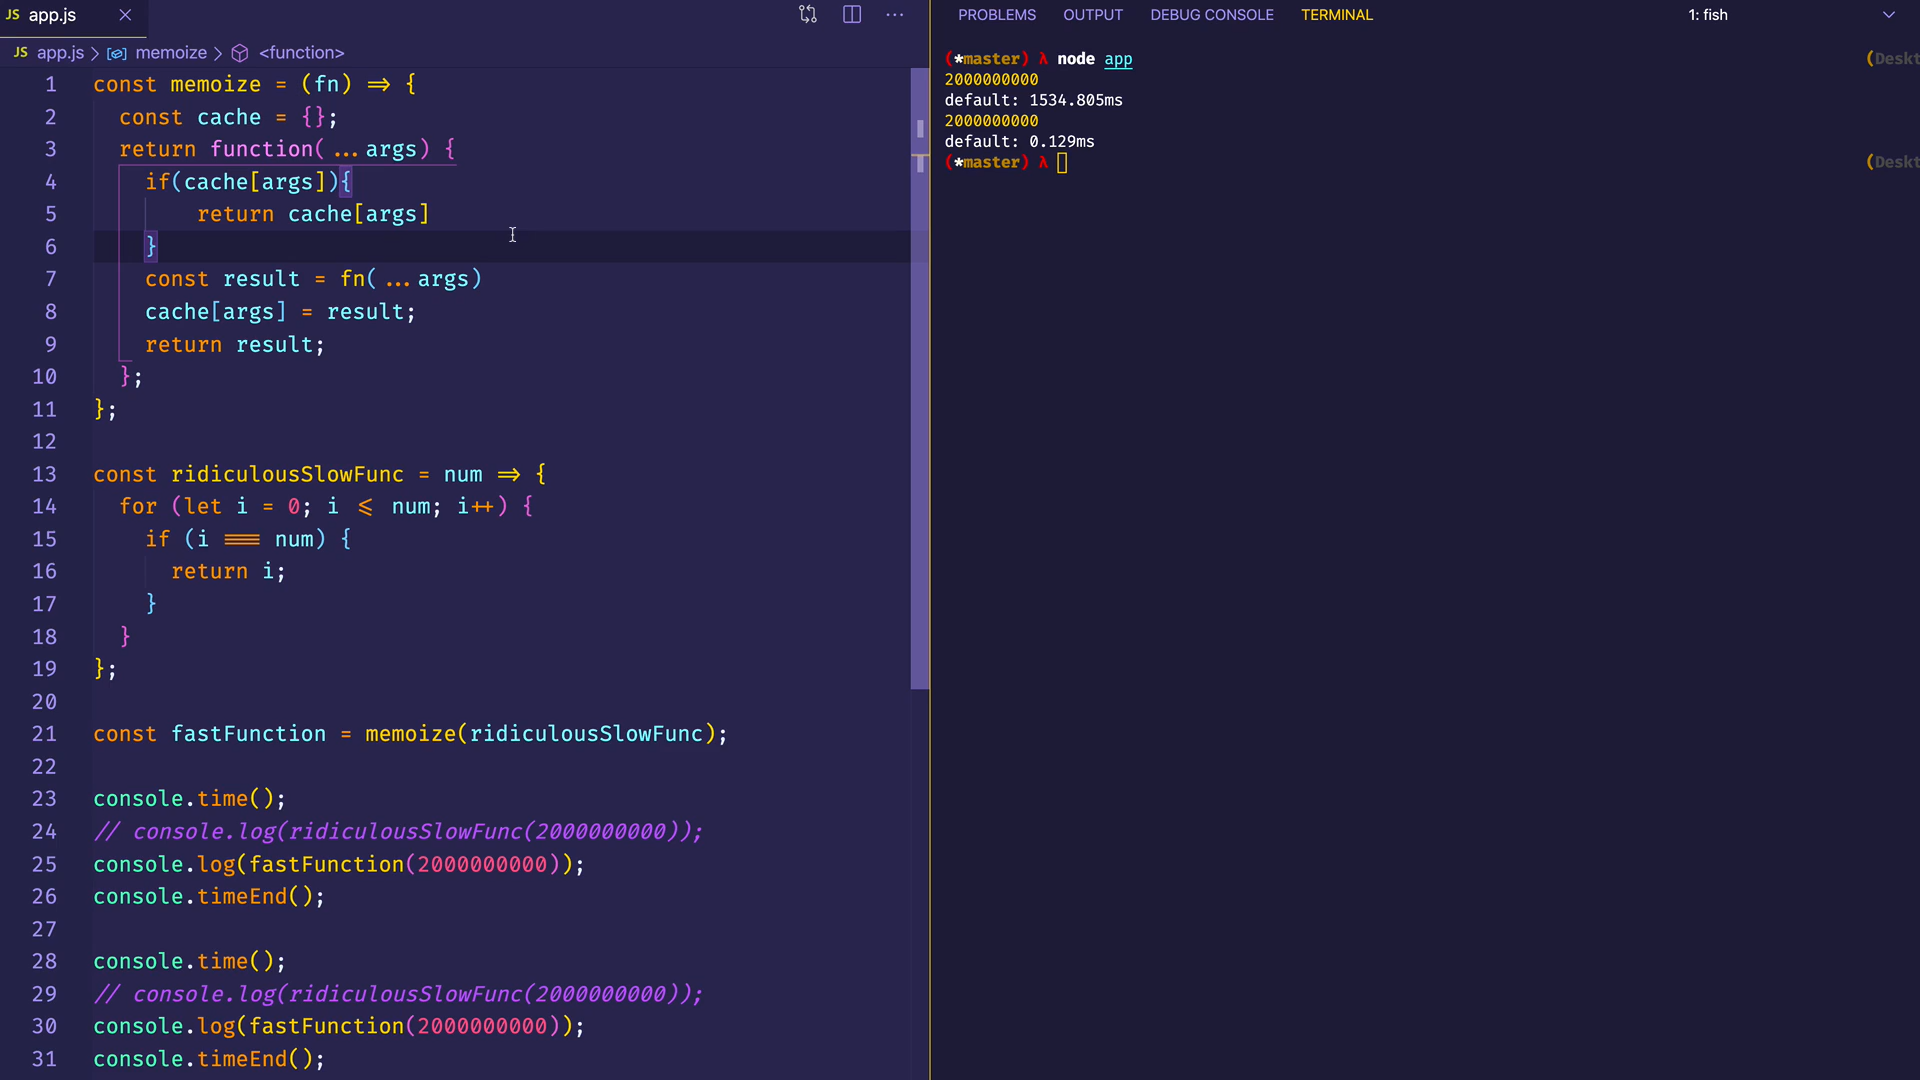 JS app.js
JS app.js > memoize > <function>
1 const memoize = (fn) => {
2 const cache = {};
3 return function(...args) {
4 if(cache[args]){
5 return cache[args]
6 }
7 const result = fn(...args)
8 cache[args] = result;
9 return result;
10 };
11 };
12
13 const ridiculousSlowFunc = num => {
14 for (let i = 0; i <= num; i++) {
15 if (i === num) {
16 return i;
17 }
18 }
19 };
20
21 const fastFunction = memoize(ridiculousSlowFunc);
22
23 console.time();
24 // console.log(ridiculousSlowFunc(2000000000));
25 console.log(fastFunction(2000000000));
26 console.timeEnd();
27
28 console.time();
29 // console.log(ridiculousSlowFunc(2000000000));
30 console.log(fastFunction(2000000000));
31 console.timeEnd();
PROBLEMS OUTPUT DEBUG CONSOLE TERMINAL 1: fish
(*master) λ node app (Deskt
2000000000
default: 1534.805ms
2000000000
default: 0.129ms
(*master) λ (Deskt